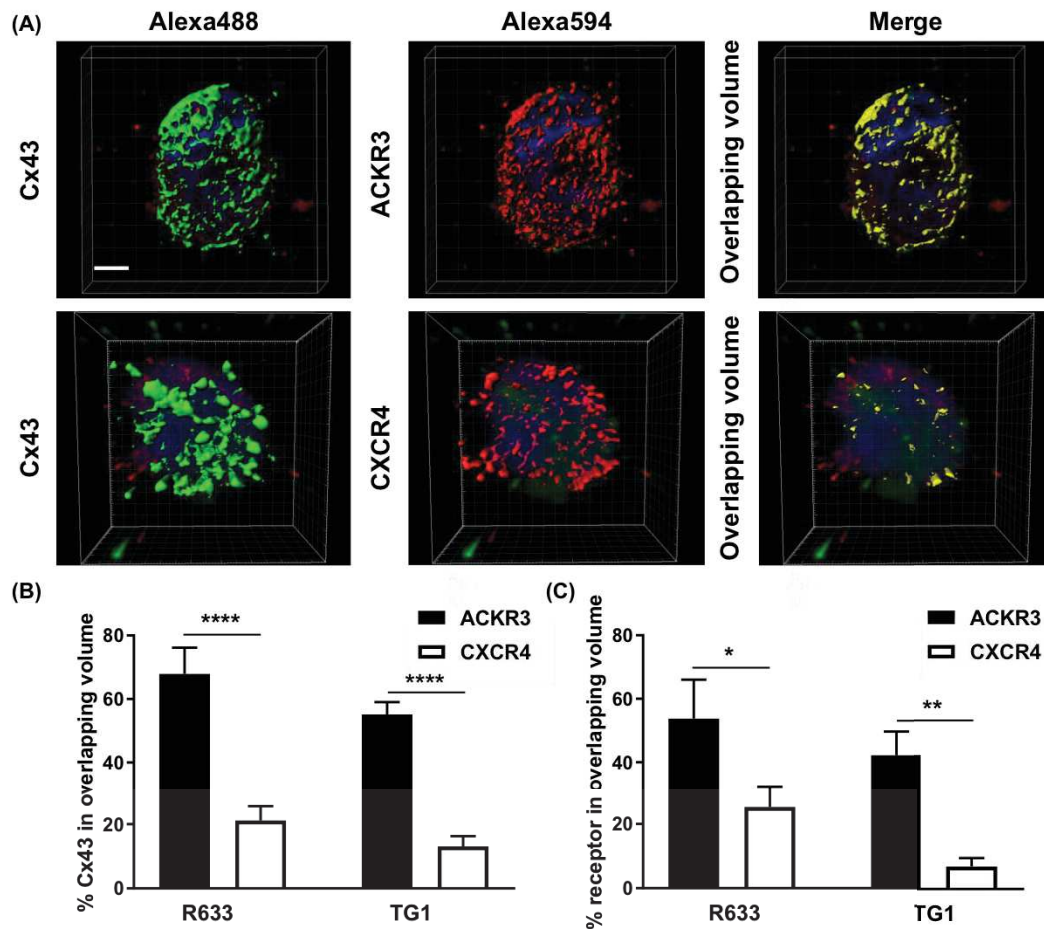 (A)
Alexa488
Alexa594
Merge
Cx43
ACKR3
Overlapping volume
Cx43
CXCR4
Overlapping volume
(B)
ACKR3
CXCR4
% Cx43 in overlapping volume
80
60
40
20
0
****
****
R633
TG1
(C)
ACKR3
CXCR4
% receptor in overlapping volume
80
60
40
20
0
*
**
R633
TG1